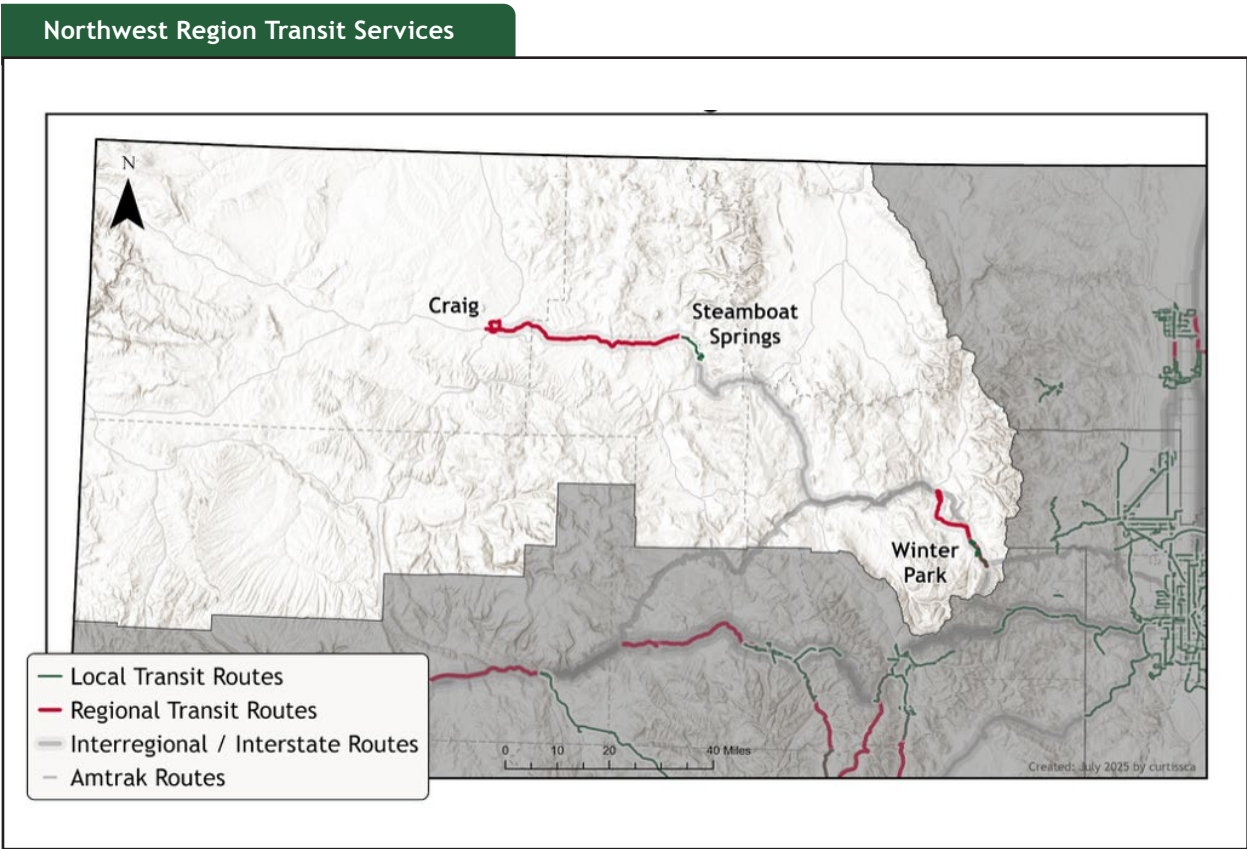 Northwest Region Transit Services
N
Craig
Steamboat
Springs
Winter
Park
Local Transit Routes
Regional Transit Routes
Interregional / Interstate Routes
Amtrak Routes
0 10 20 40 Miles
Created: July 2025 by curtissca